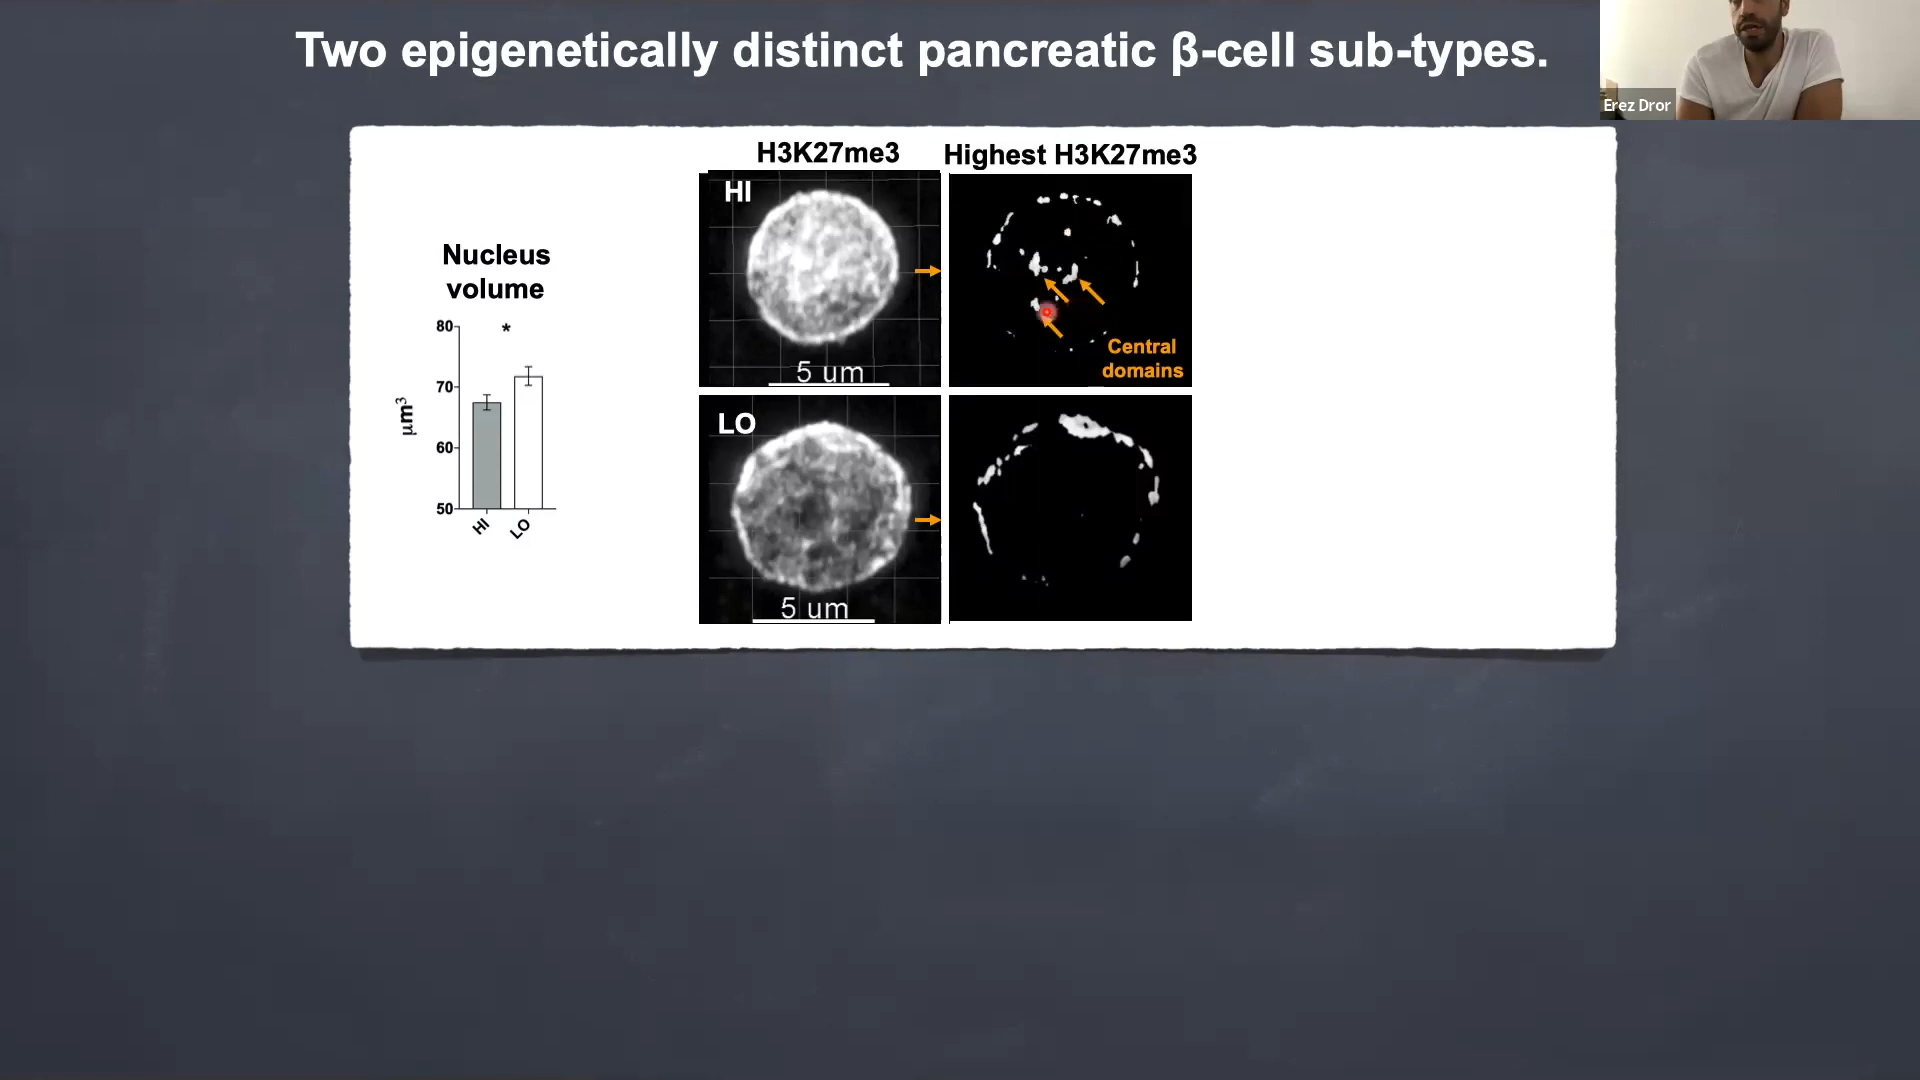 Two epigenetically distinct pancreatic β-cell sub-types.
Erez Dror
H3K27me3
Highest H3K27me3
HI
Nucleus
volume
80
*
70
60
50
μm³
HI
LO
5 um
Central
domains
LO
5 um